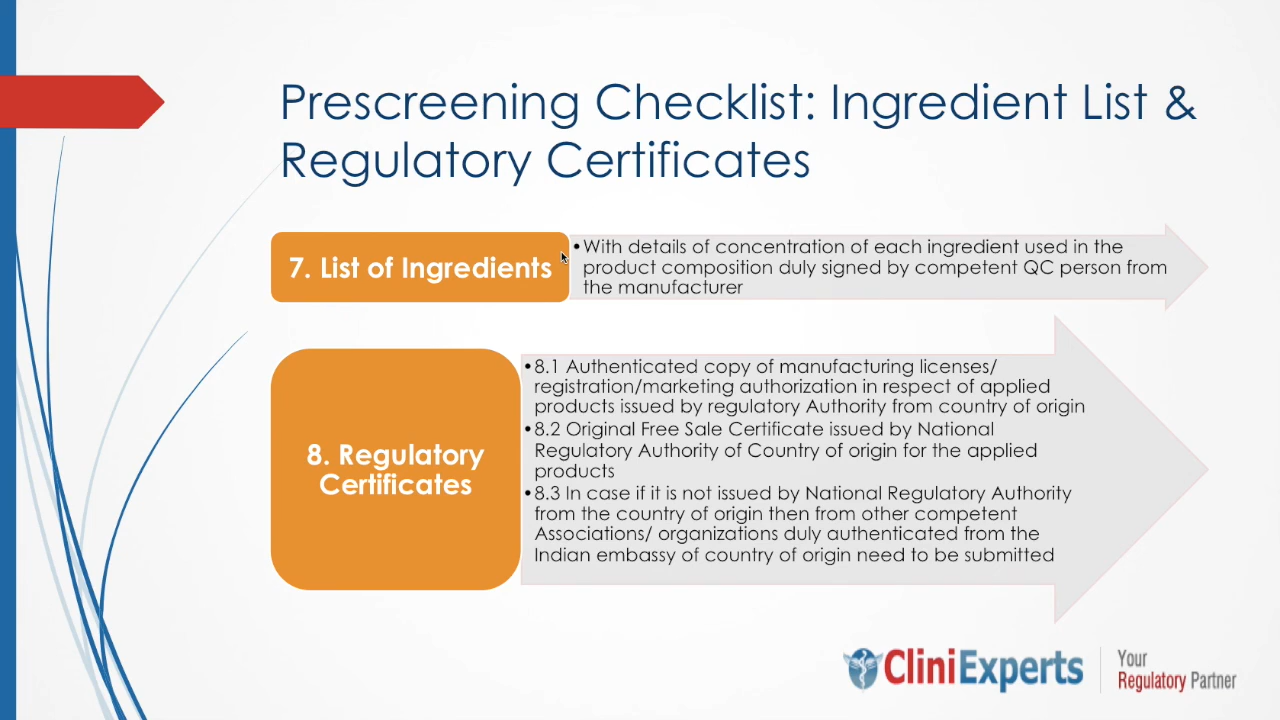 Prescreening Checklist: Ingredient List &
Regulatory Certificates
7. List of Ingredients
•With details of concentration of each ingredient used in the
product composition duly signed by competent QC person from
the manufacturer
8. Regulatory
Certificates
•8.1 Authenticated copy of manufacturing licenses/
registration/marketing authorization in respect of applied
products issued by regulatory Authority from country of origin
•8.2 Original Free Sale Certificate issued by National
Regulatory Authority of Country of origin for the applied
products
•8.3 In case if it is not issued by National Regulatory Authority
from the country of origin then from other competent
Associations/ organizations duly authenticated from the
Indian embassy of country of origin need to be submitted
CliniExperts
Your
Regulatory Partner